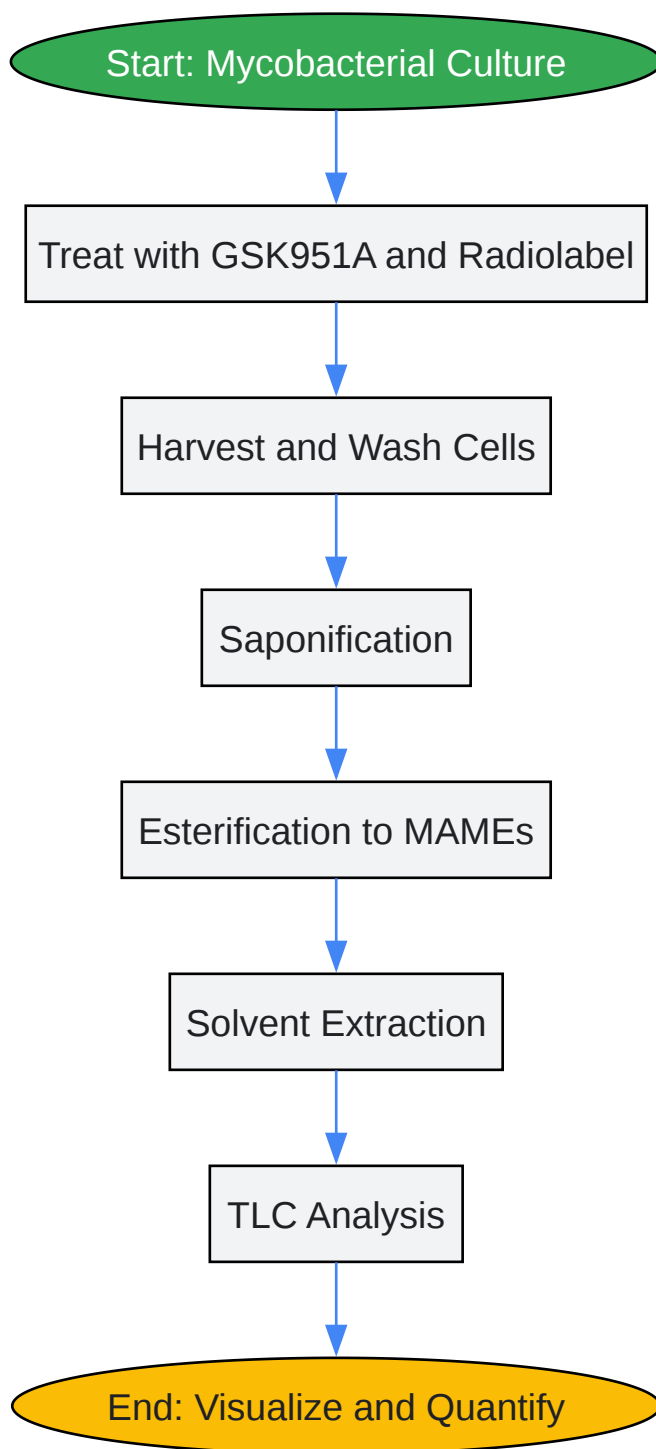 Start: Mycobacterial Culture
Treat with GSK951A and Radiolabel
Harvest and Wash Cells
Saponification
Esterification to MAMEs
Solvent Extraction
TLC Analysis
End: Visualize and Quantify